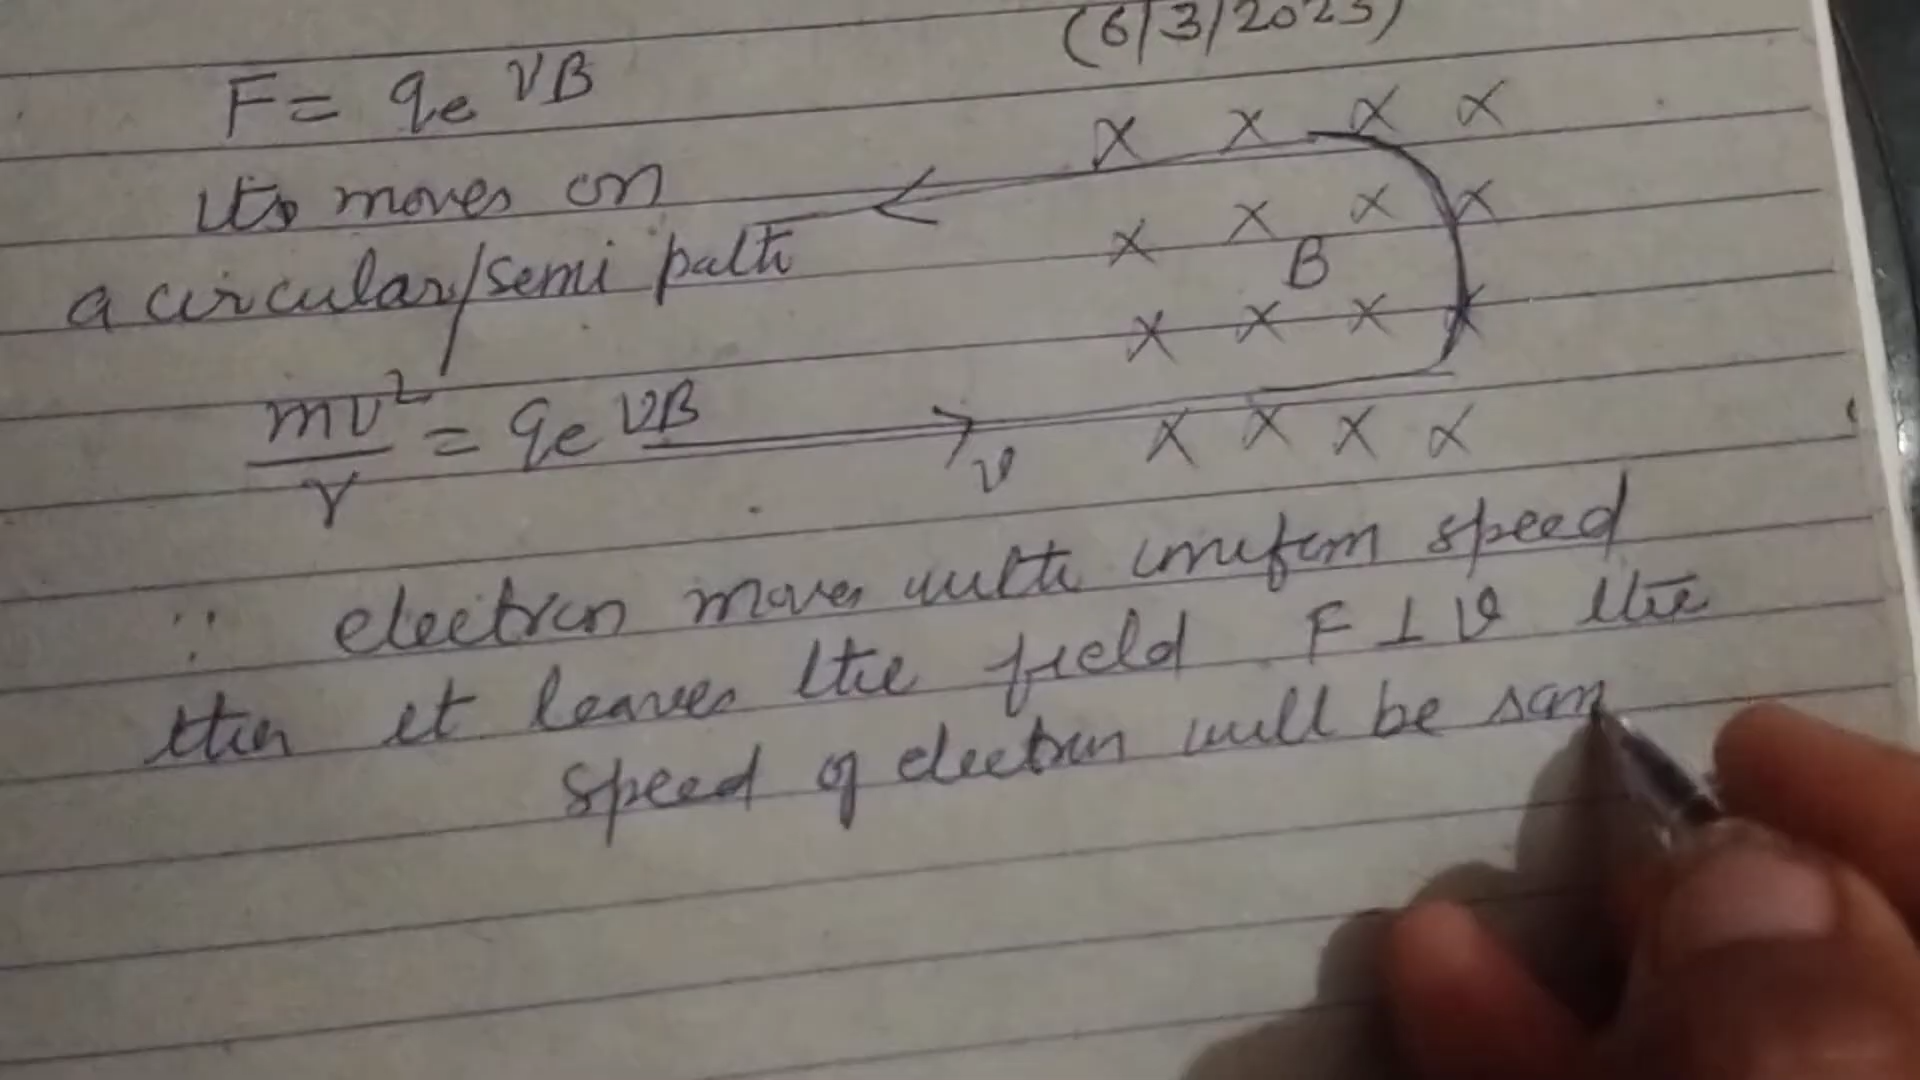 (6/3/2023)
F = qe VB
its moves on
a circular/semi path
mv²/r = qe VB
X X X X
X X X X
B
X X X X
v
X X X X
∵ electron moves with uniform speed
then it leaves the field F ⊥ v the
speed of electron will be sam